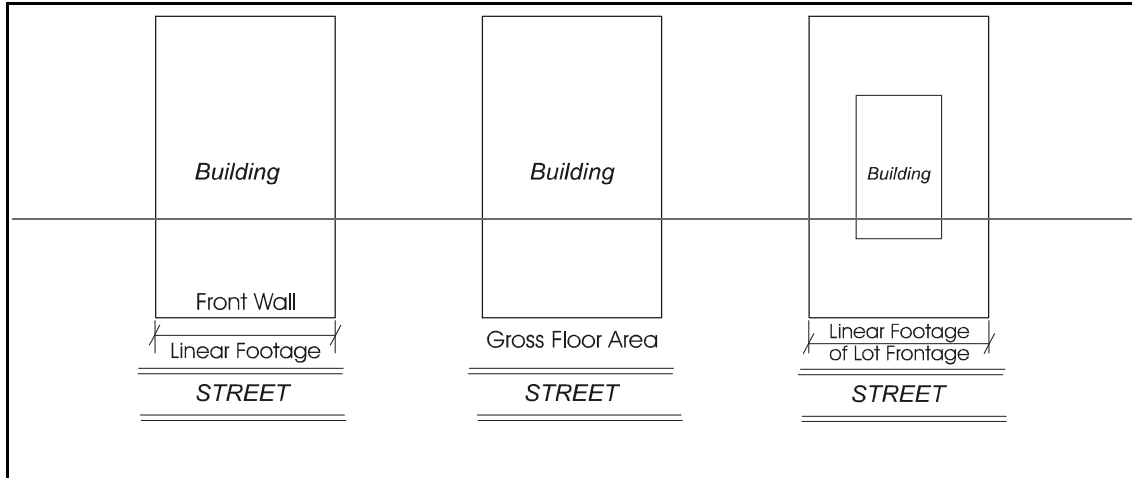 Building
Front Wall
Linear Footage
STREET
Building
Gross Floor Area
STREET
Building
Linear Footage
of Lot Frontage
STREET